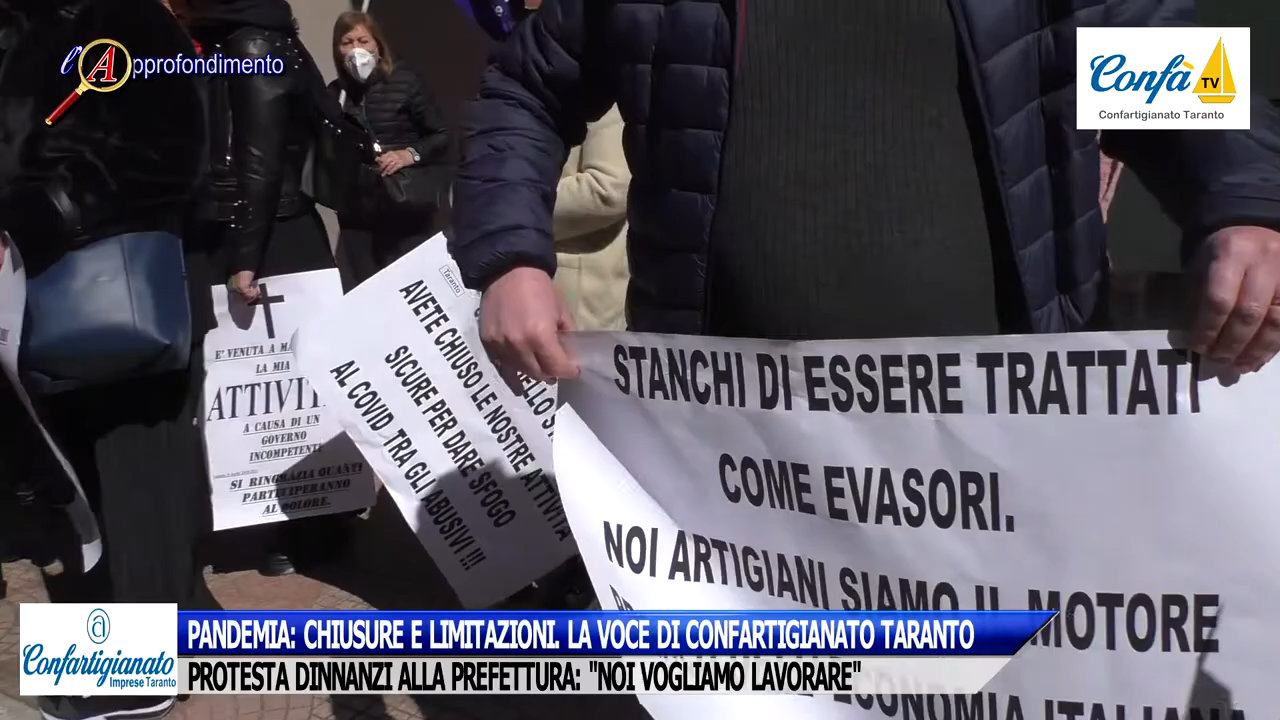 l'Approfondimento
Confà TV
Confartigianato Taranto
E' VENUTA A
LA MIA
A CAUSA DI UN
GOVERNO
INCOMPETENTE
SI RINGRAZIA QUANTI
PARTECIPERANNO
AL DOLORE.
Taranto
AVETE CHIUSO LE NOSTRE ATTIVITÀ
SICURE PER DARE SFOGO
AL COVID TRA GLI ABUSIVI !!!
STANCHI DI ESSERE TRATTATI
COME EVASORI.
NOI ARTIGIANI SIAMO IL MOTORE
ECONOMIA ITALIANA
@
Confartigianato
Imprese Taranto
PANDEMIA: CHIUSURE E LIMITAZIONI. LA VOCE DI CONFARTIGIANATO TARANTO
PROTESTA DINNANZI ALLA PREFETTURA: "NOI VOGLIAMO LAVORARE"